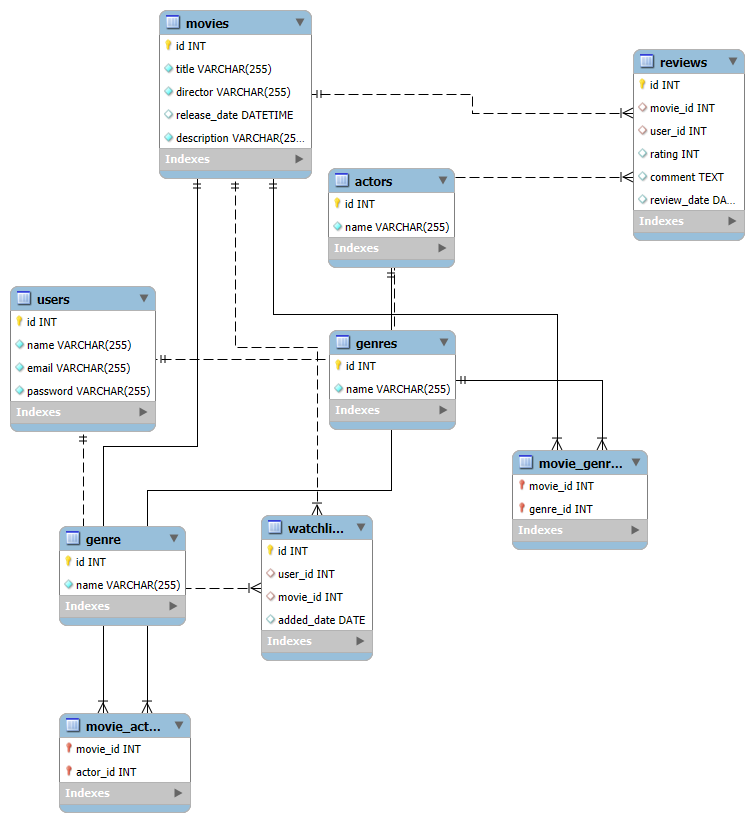 movies
id INT
title VARCHAR(255)
director VARCHAR(255)
release_date DATETIME
description VARCHAR(25...
Indexes
reviews
id INT
movie_id INT
user_id INT
rating INT
comment TEXT
review_date DA...
Indexes
actors
id INT
name VARCHAR(255)
Indexes
users
id INT
name VARCHAR(255)
email VARCHAR(255)
password VARCHAR(255)
Indexes
genres
id INT
name VARCHAR(255)
Indexes
movie_genr...
movie_id INT
genre_id INT
Indexes
genre
id INT
name VARCHAR(255)
Indexes
watchli...
id INT
user_id INT
movie_id INT
added_date DATE
Indexes
movie_act...
movie_id INT
actor_id INT
Indexes